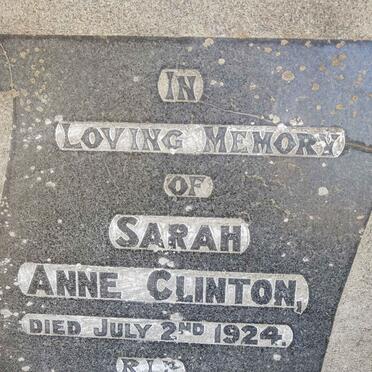 IN
LOVING MEMORY
OF
SARAH
ANNE CLINTON,
DIED JULY 2ND 1924.